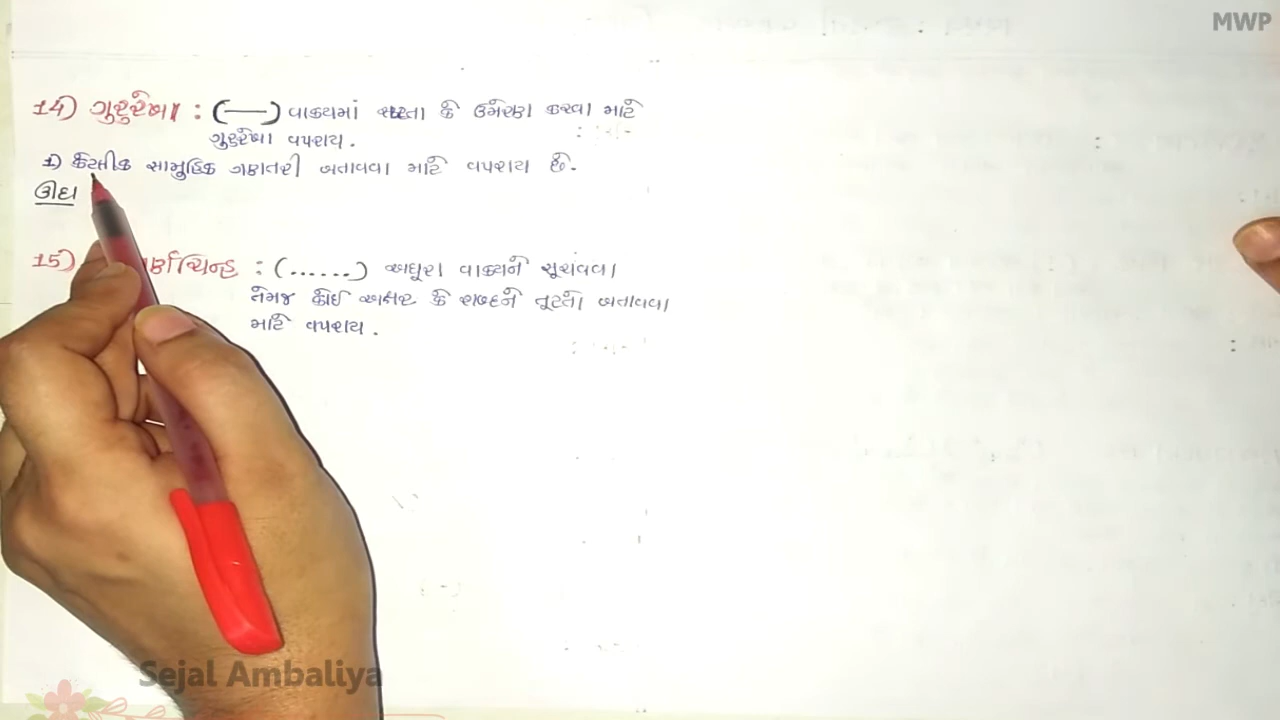 MWP
14) ગુરુરેખા : (—) વાક્યમાં સ્પષ્ટતા કે ઉમેરણ કરવા માટે
ગુરુરેખા વપરાય.
1) કેટલીક સામુહિક ગણતરી બતાવવા માટે વપરાય છે.
ઊદા
15) ચિન્હ : (......) અધૂરા વાક્યને સૂચવવા
તેમજ કોઈ અક્ષર કે શબ્દને તૂટતો બતાવવા
માટે વપરાય .
Sejal Ambaliya